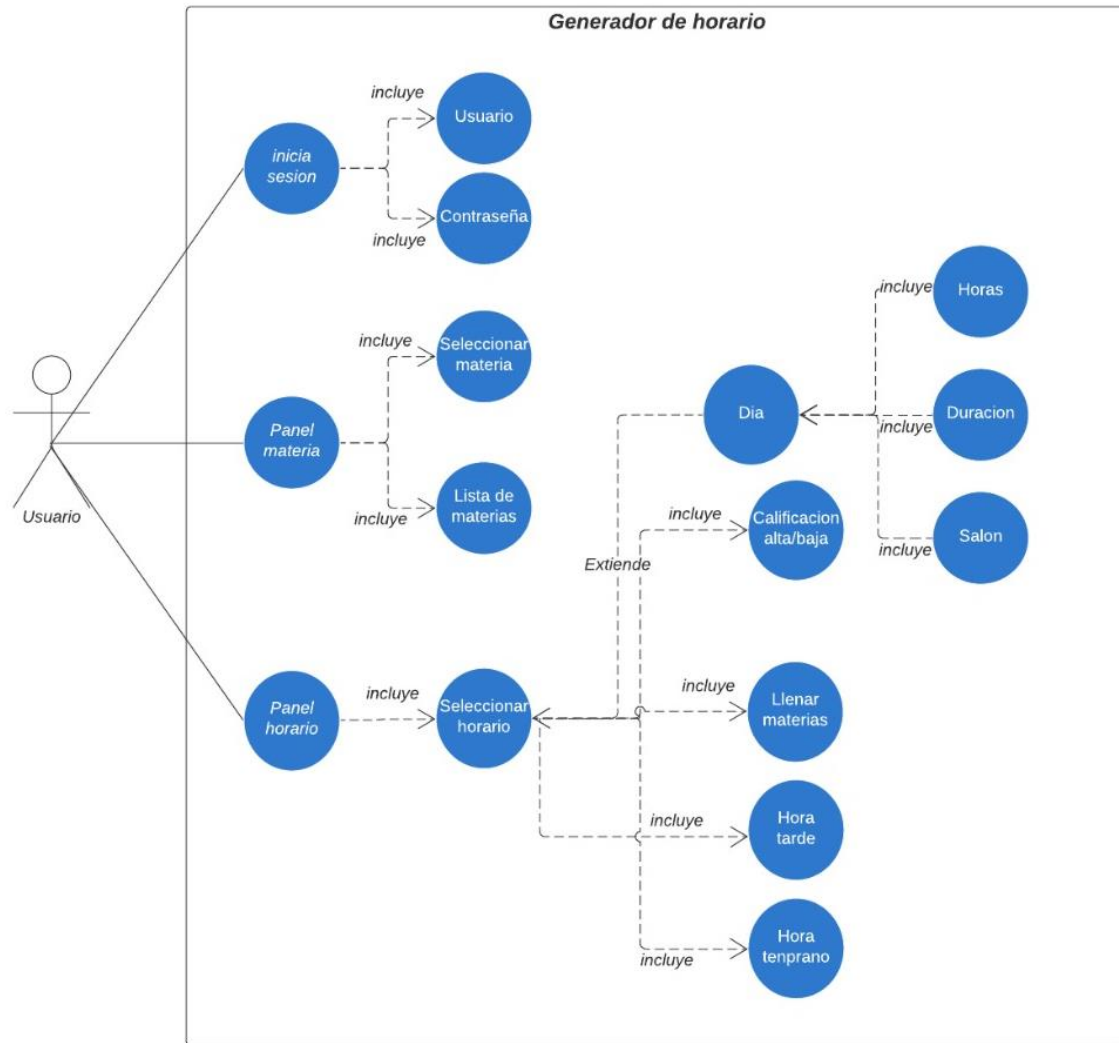 Generador de horario
incluye
Usuario
inicia
sesion
Contraseña
incluye
incluye
Horas
incluye
Seleccionar
materia
Dia
Duracion
incluye
Panel
materia
Lista de
materias
incluye
Usuario
incluye
Calificacion
alta/baja
Salon
incluye
Extiende
Panel
horario
incluye
Seleccionar
horario
incluye
Llenar
materias
incluye
Hora
tarde
Hora
tenprano
incluye